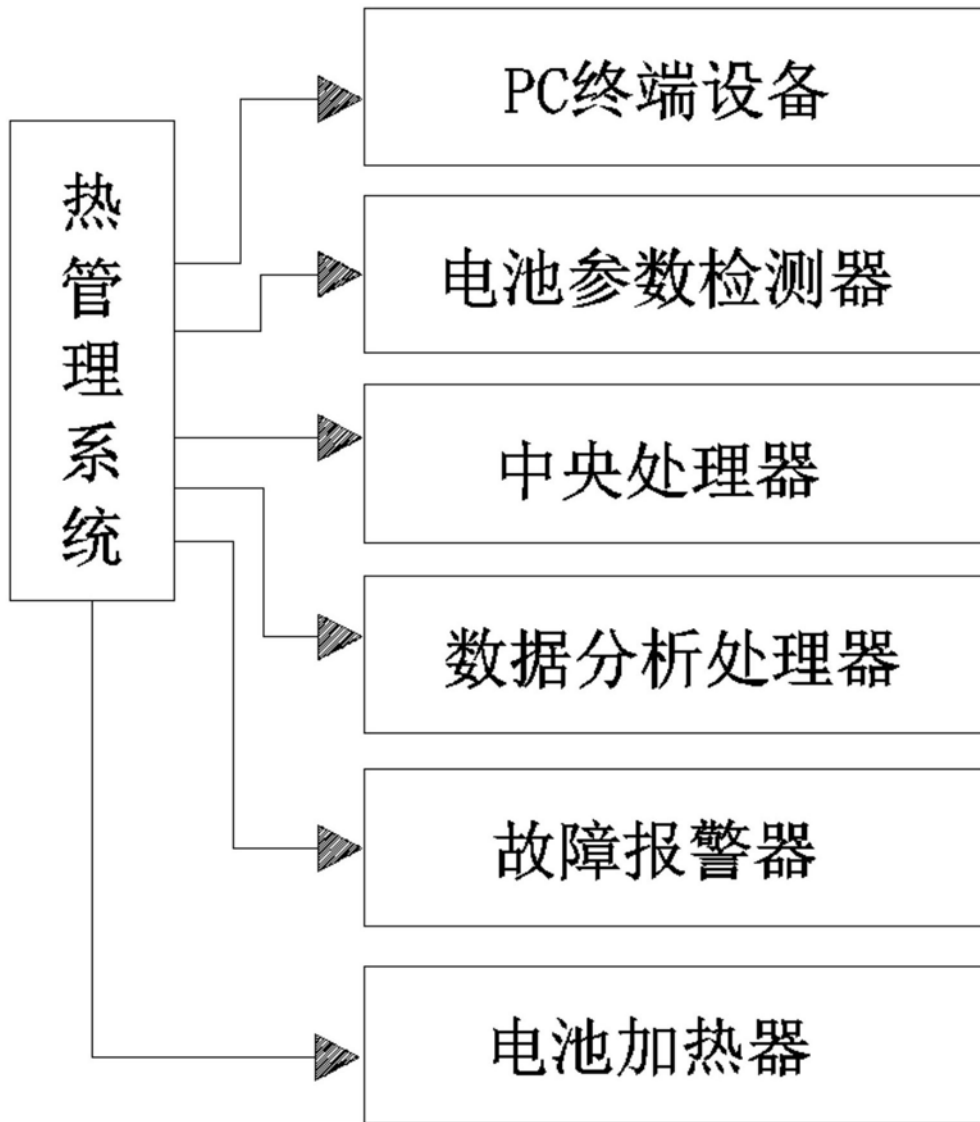 热管理系统
PC终端设备
电池参数检测器
中央处理器
数据分析处理器
故障报警器
电池加热器